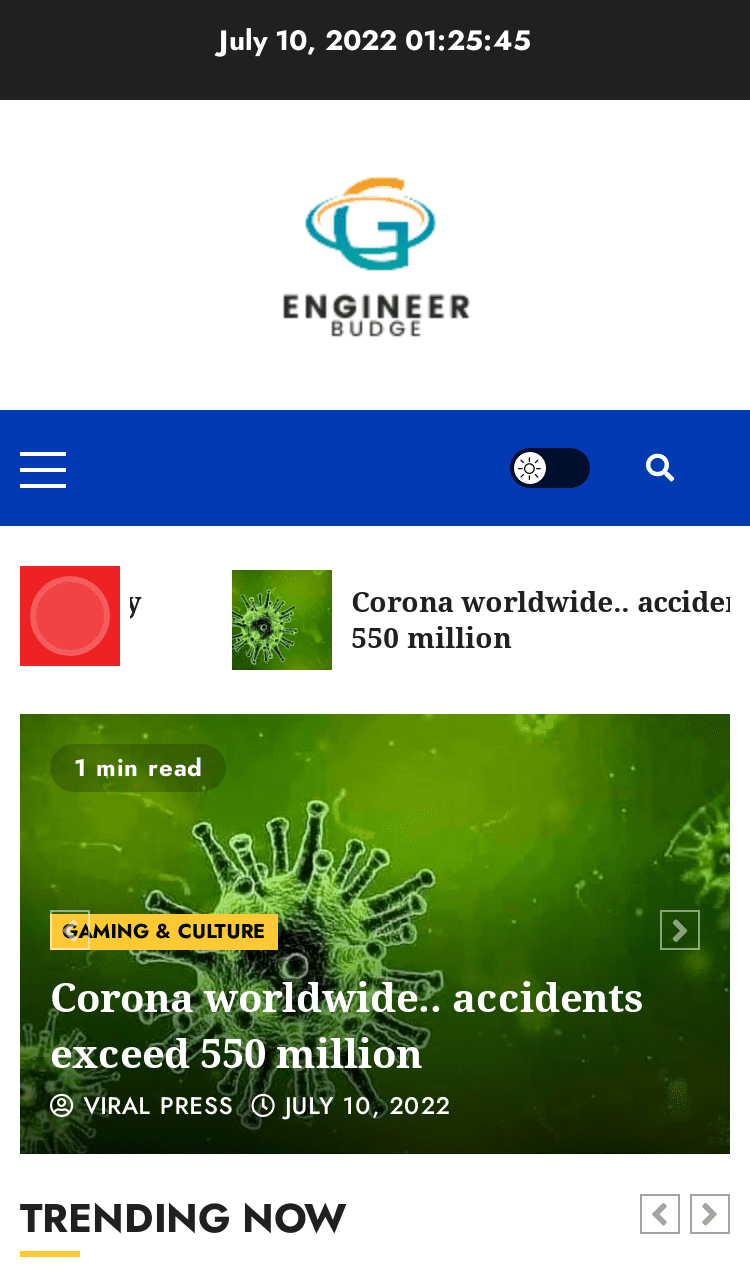 July 10, 2022 01:25:45
ENGINEER
BUDGE
y
Corona worldwide..
550 million
1 min read
GAMING & CULTURE
Corona worldwide.. accidents
exceed 550 million
VIRAL PRESS JULY 10, 2022
TRENDING NOW